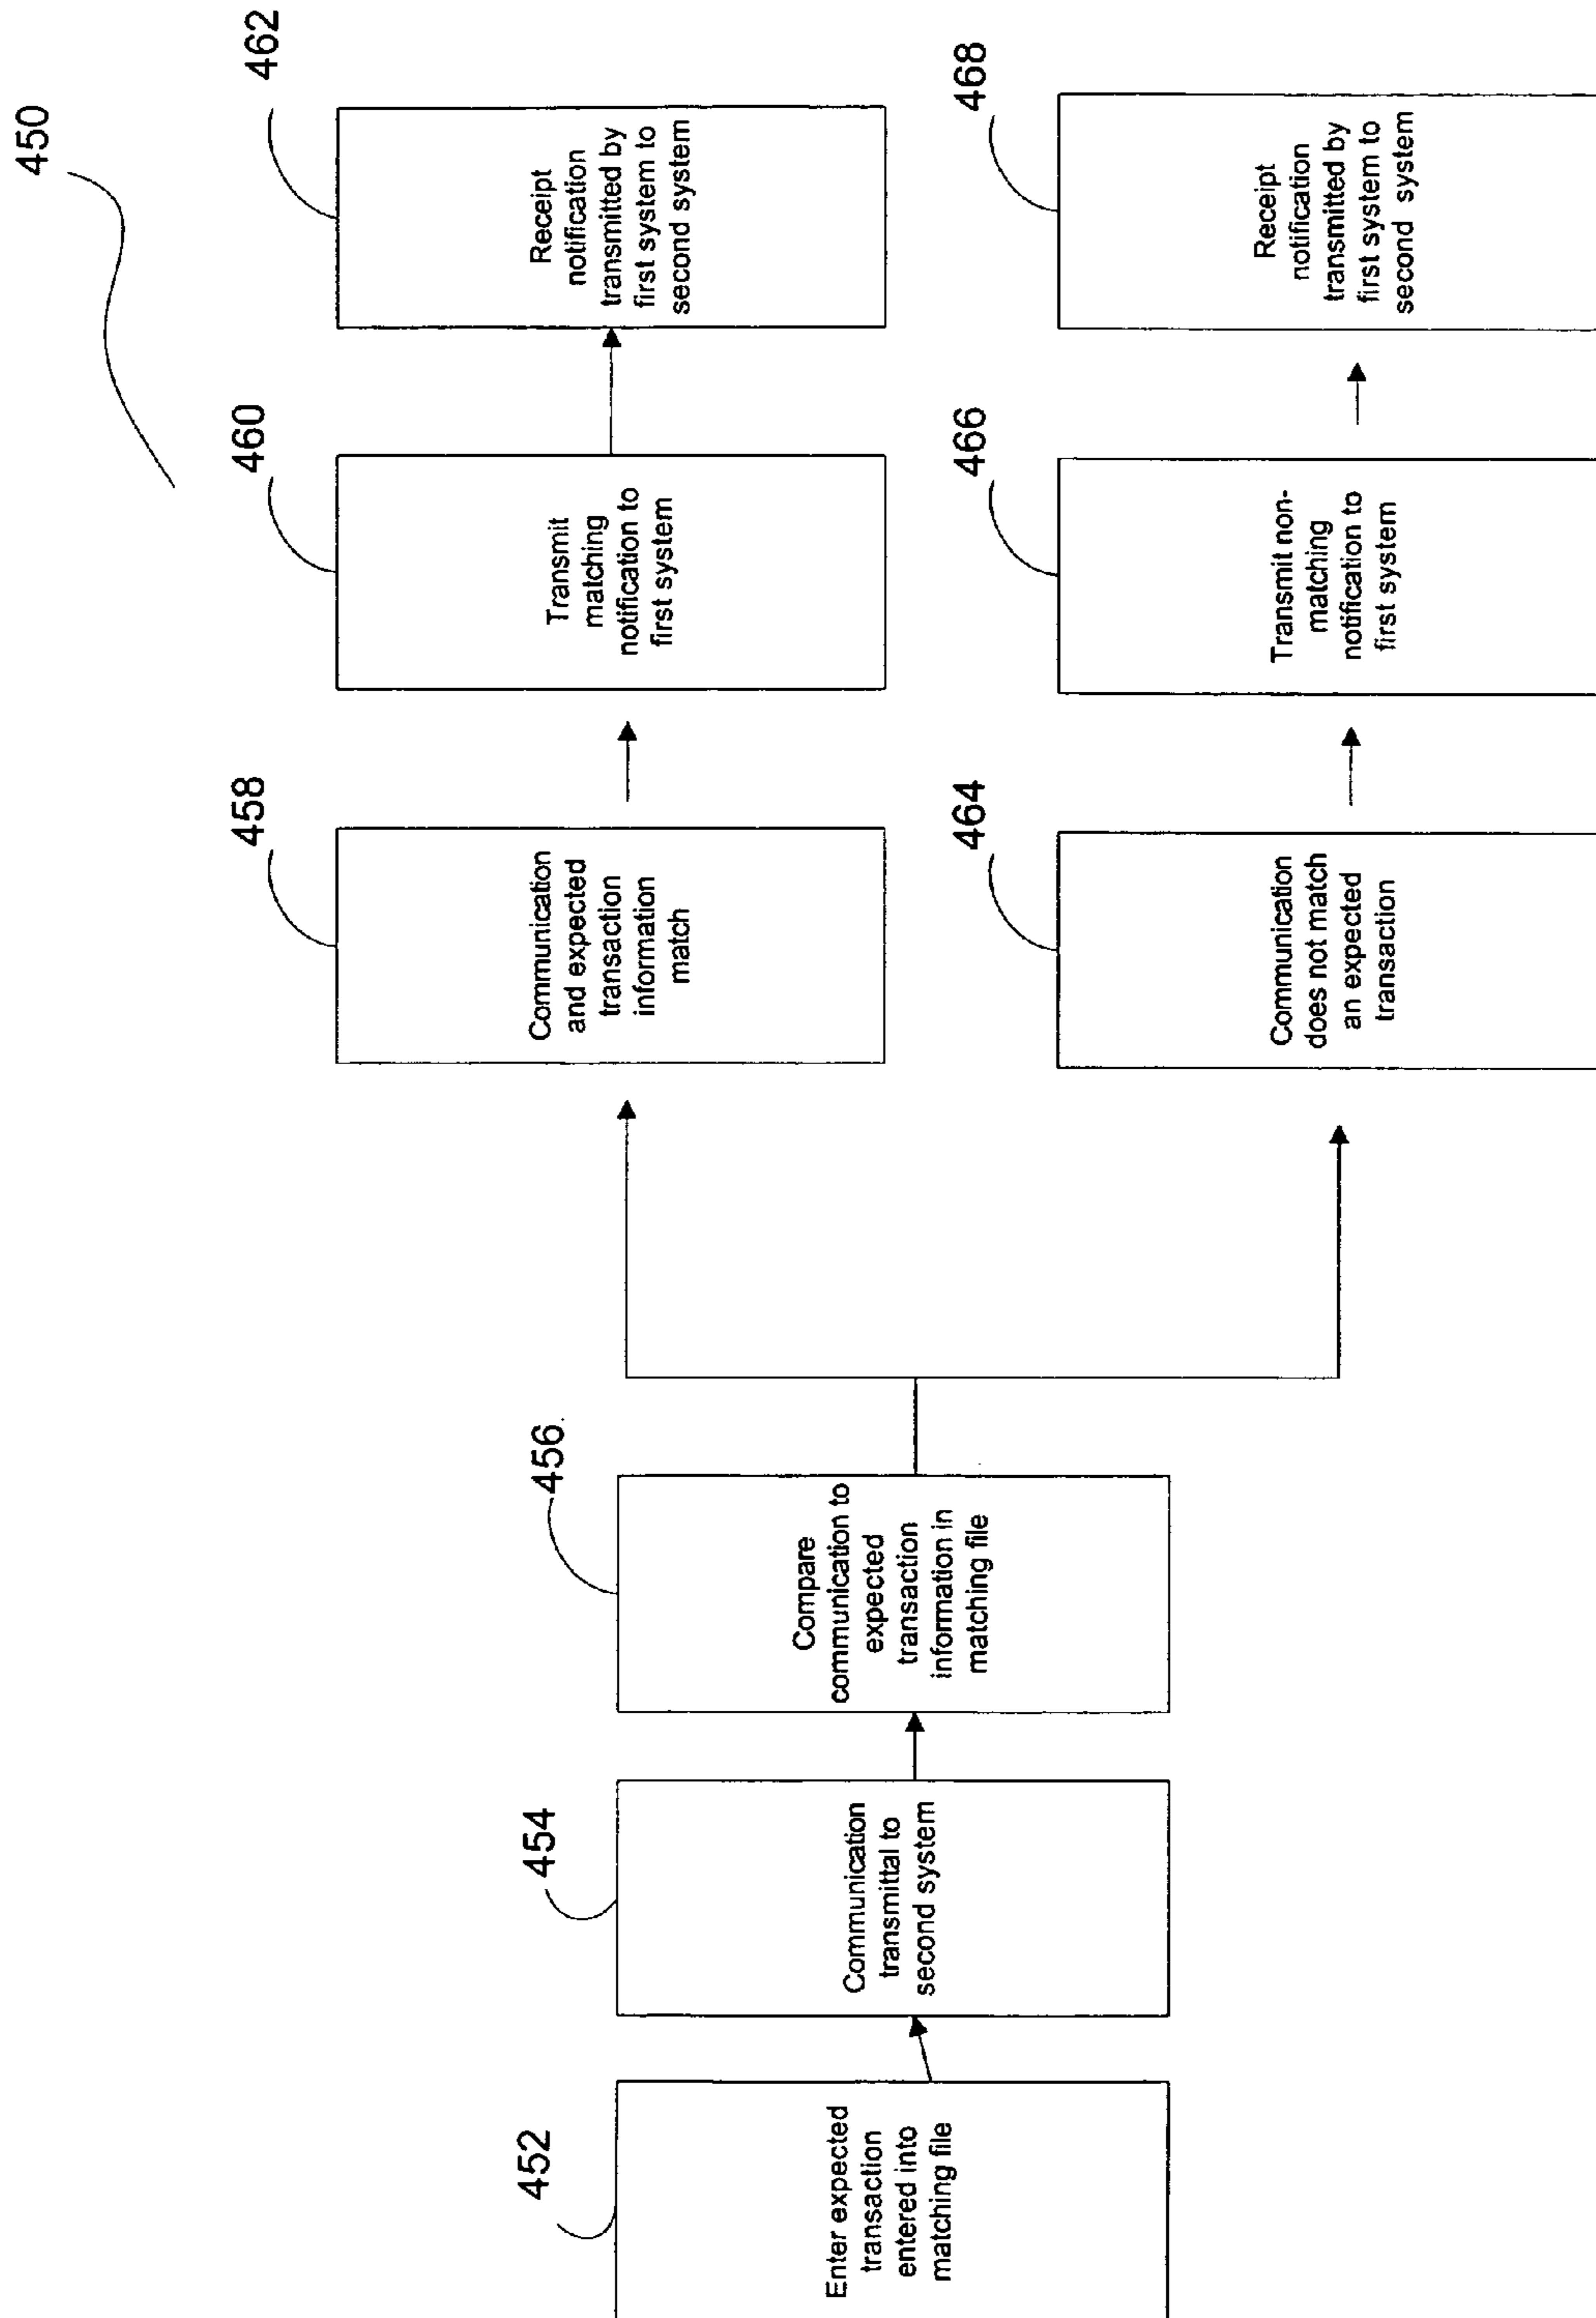 450
452
Enter expected
transaction
entered into
matching file
454
Communication
transmittal to
second system
456
Compare
communication to
expected
transaction
information in
matching file
458
Communication
and expected
transaction
information
match
460
Transmit
matching
notification to
first system
462
Receipt
notification
transmitted by
first system to
second system
464
Communication
does not match
an expected
transaction
466
Transmit non-
matching
notification to
first system
468
Receipt
notification
transmitted by
first system to
second system